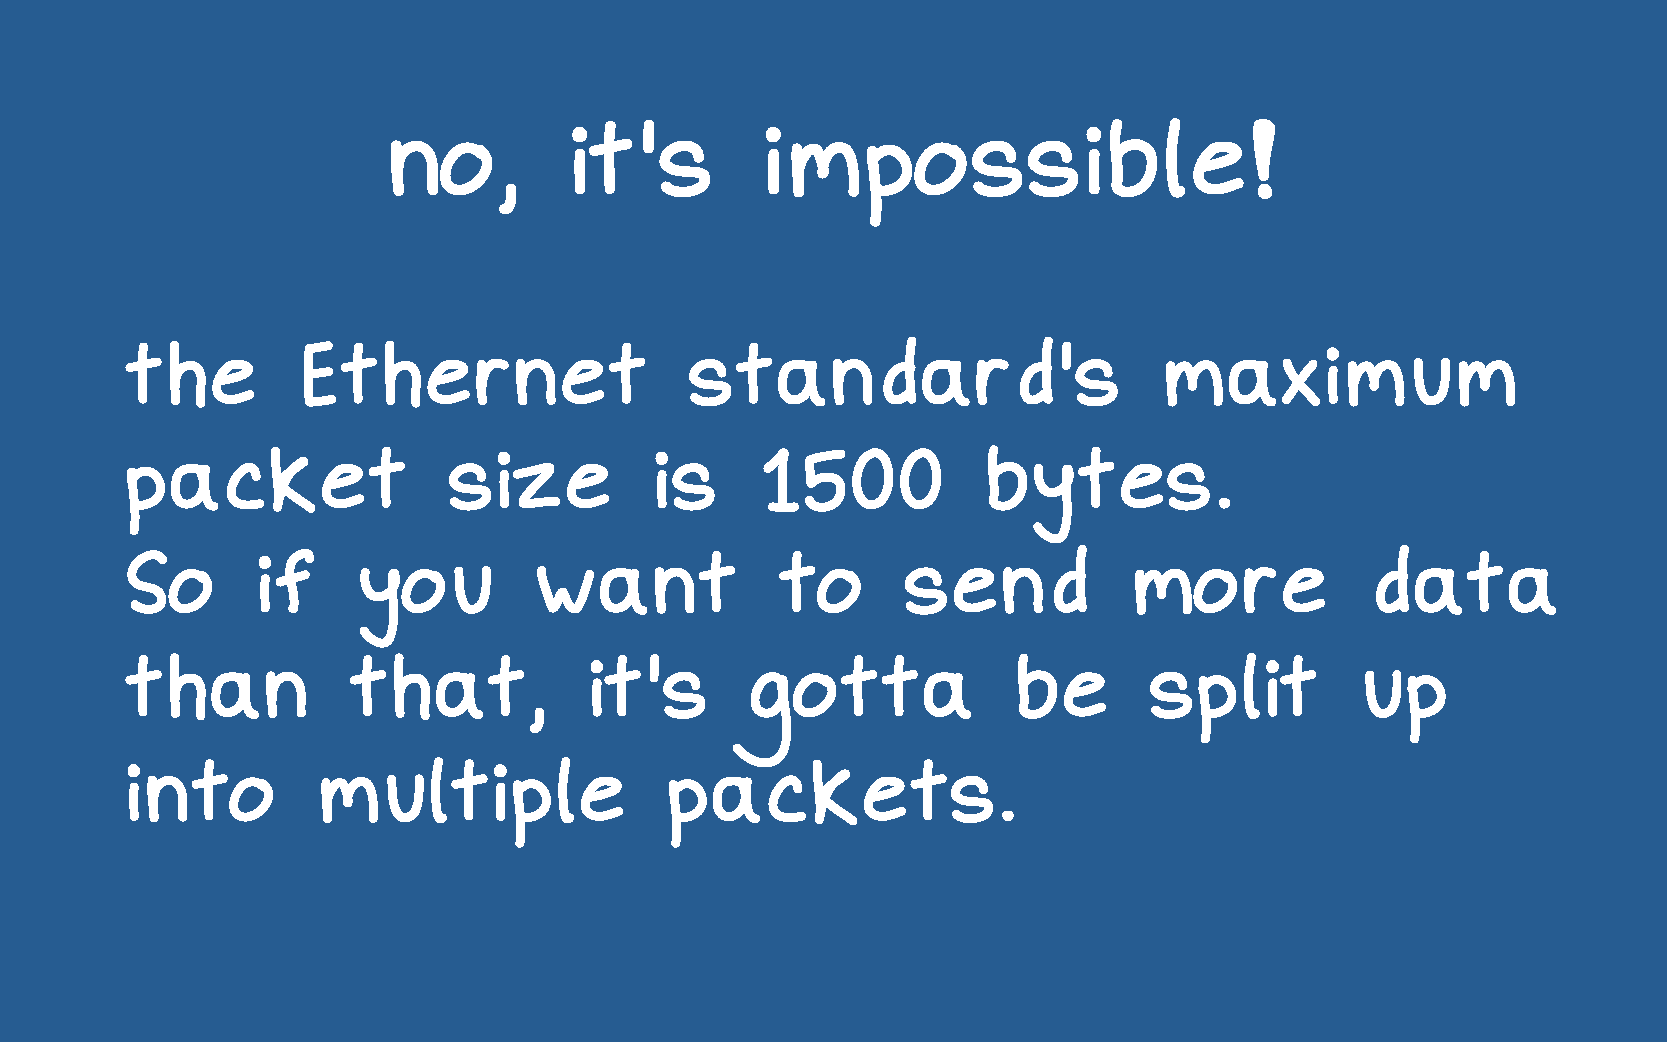 no, it's impossible!
the Ethernet standard's maximum
packet size is 1500 bytes.
So if you want to send more data
than that, it's gotta be split up
into multiple packets.